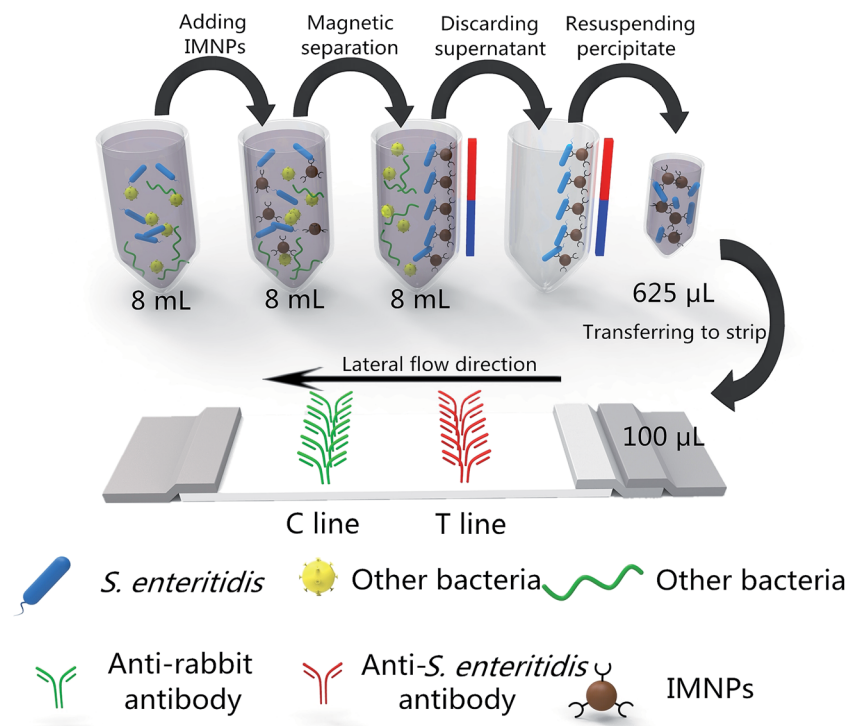 Adding
IMNPs
Magnetic
separation
Discarding
supernatant
Resuspending
percipitate
8 mL
8 mL
8 mL
625 μL
Transferring to strip
Lateral flow direction
100 μL
C line
T line
S. enteritidis
Other bacteria
Other bacteria
Anti-rabbit
antibody
Anti-S. enteritidis
antibody
IMNPs